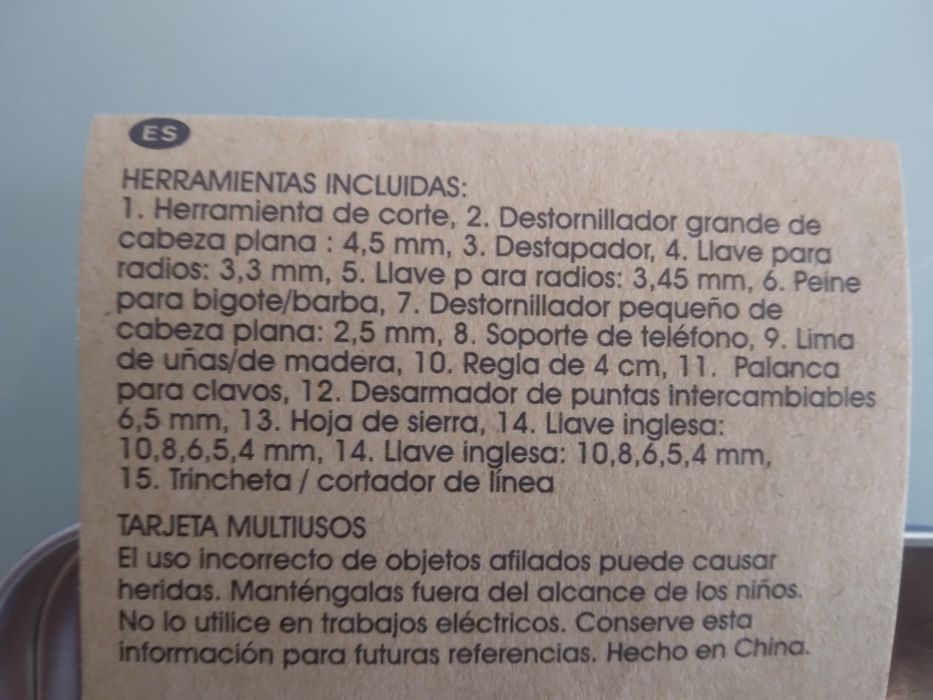 ES
HERRAMIENTAS INCLUIDAS:
1. Herramienta de corte, 2. Destornillador grande de
cabeza plana : 4,5 mm, 3. Destapador, 4. Llave para
radios: 3,3 mm, 5. Llave p ara radios: 3,45 mm, 6. Peine
para bigote/barba, 7. Destornillador pequeño de
cabeza plana: 2,5 mm, 8. Soporte de teléfono, 9. Lima
de uñas/de madera, 10. Regla de 4 cm, 11. Palanca
para clavos, 12. Desarmador de puntas intercambiables
6,5 mm, 13. Hoja de sierra, 14. Llave inglesa:
10,8,6,5,4 mm, 14. Llave inglesa: 10,8,6,5,4 mm,
15. Trincheta / cortador de línea
TARJETA MULTIUSOS
El uso incorrecto de objetos afilados puede causar
heridas. Manténgalas fuera del alcance de los niños.
No lo utilice en trabajos eléctricos. Conserve esta
información para futuras referencias. Hecho en China.